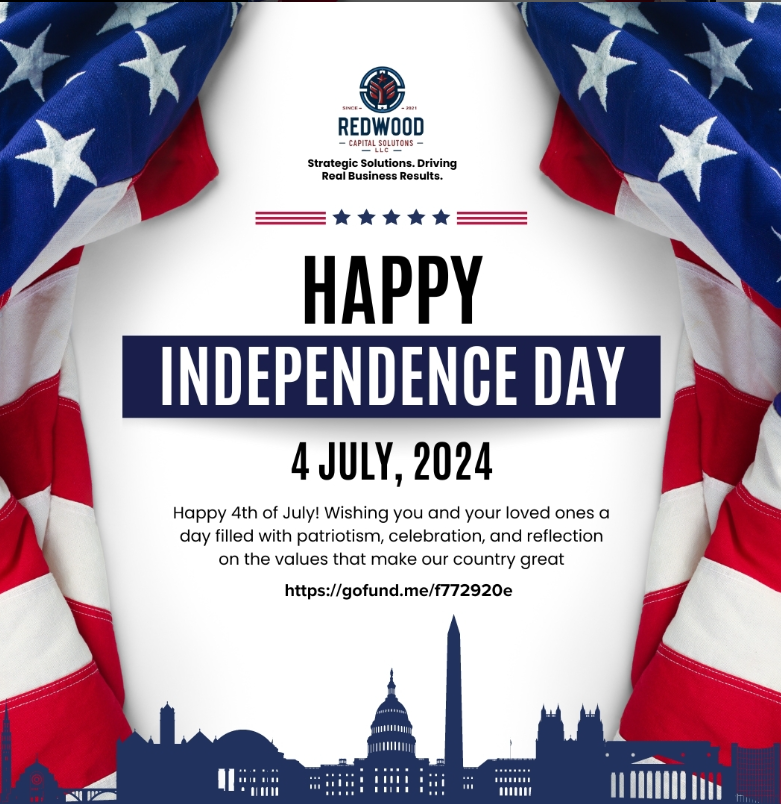 SINCE 2021
REDWOOD
CAPITAL SOLUTONS
LLC
Strategic Solutions. Driving
Real Business Results.
HAPPY
INDEPENDENCE DAY
4 JULY, 2024
Happy 4th of July! Wishing you and your loved ones a
day filled with patriotism, celebration, and reflection
on the values that make our country great
https://gofund.me/f772920e